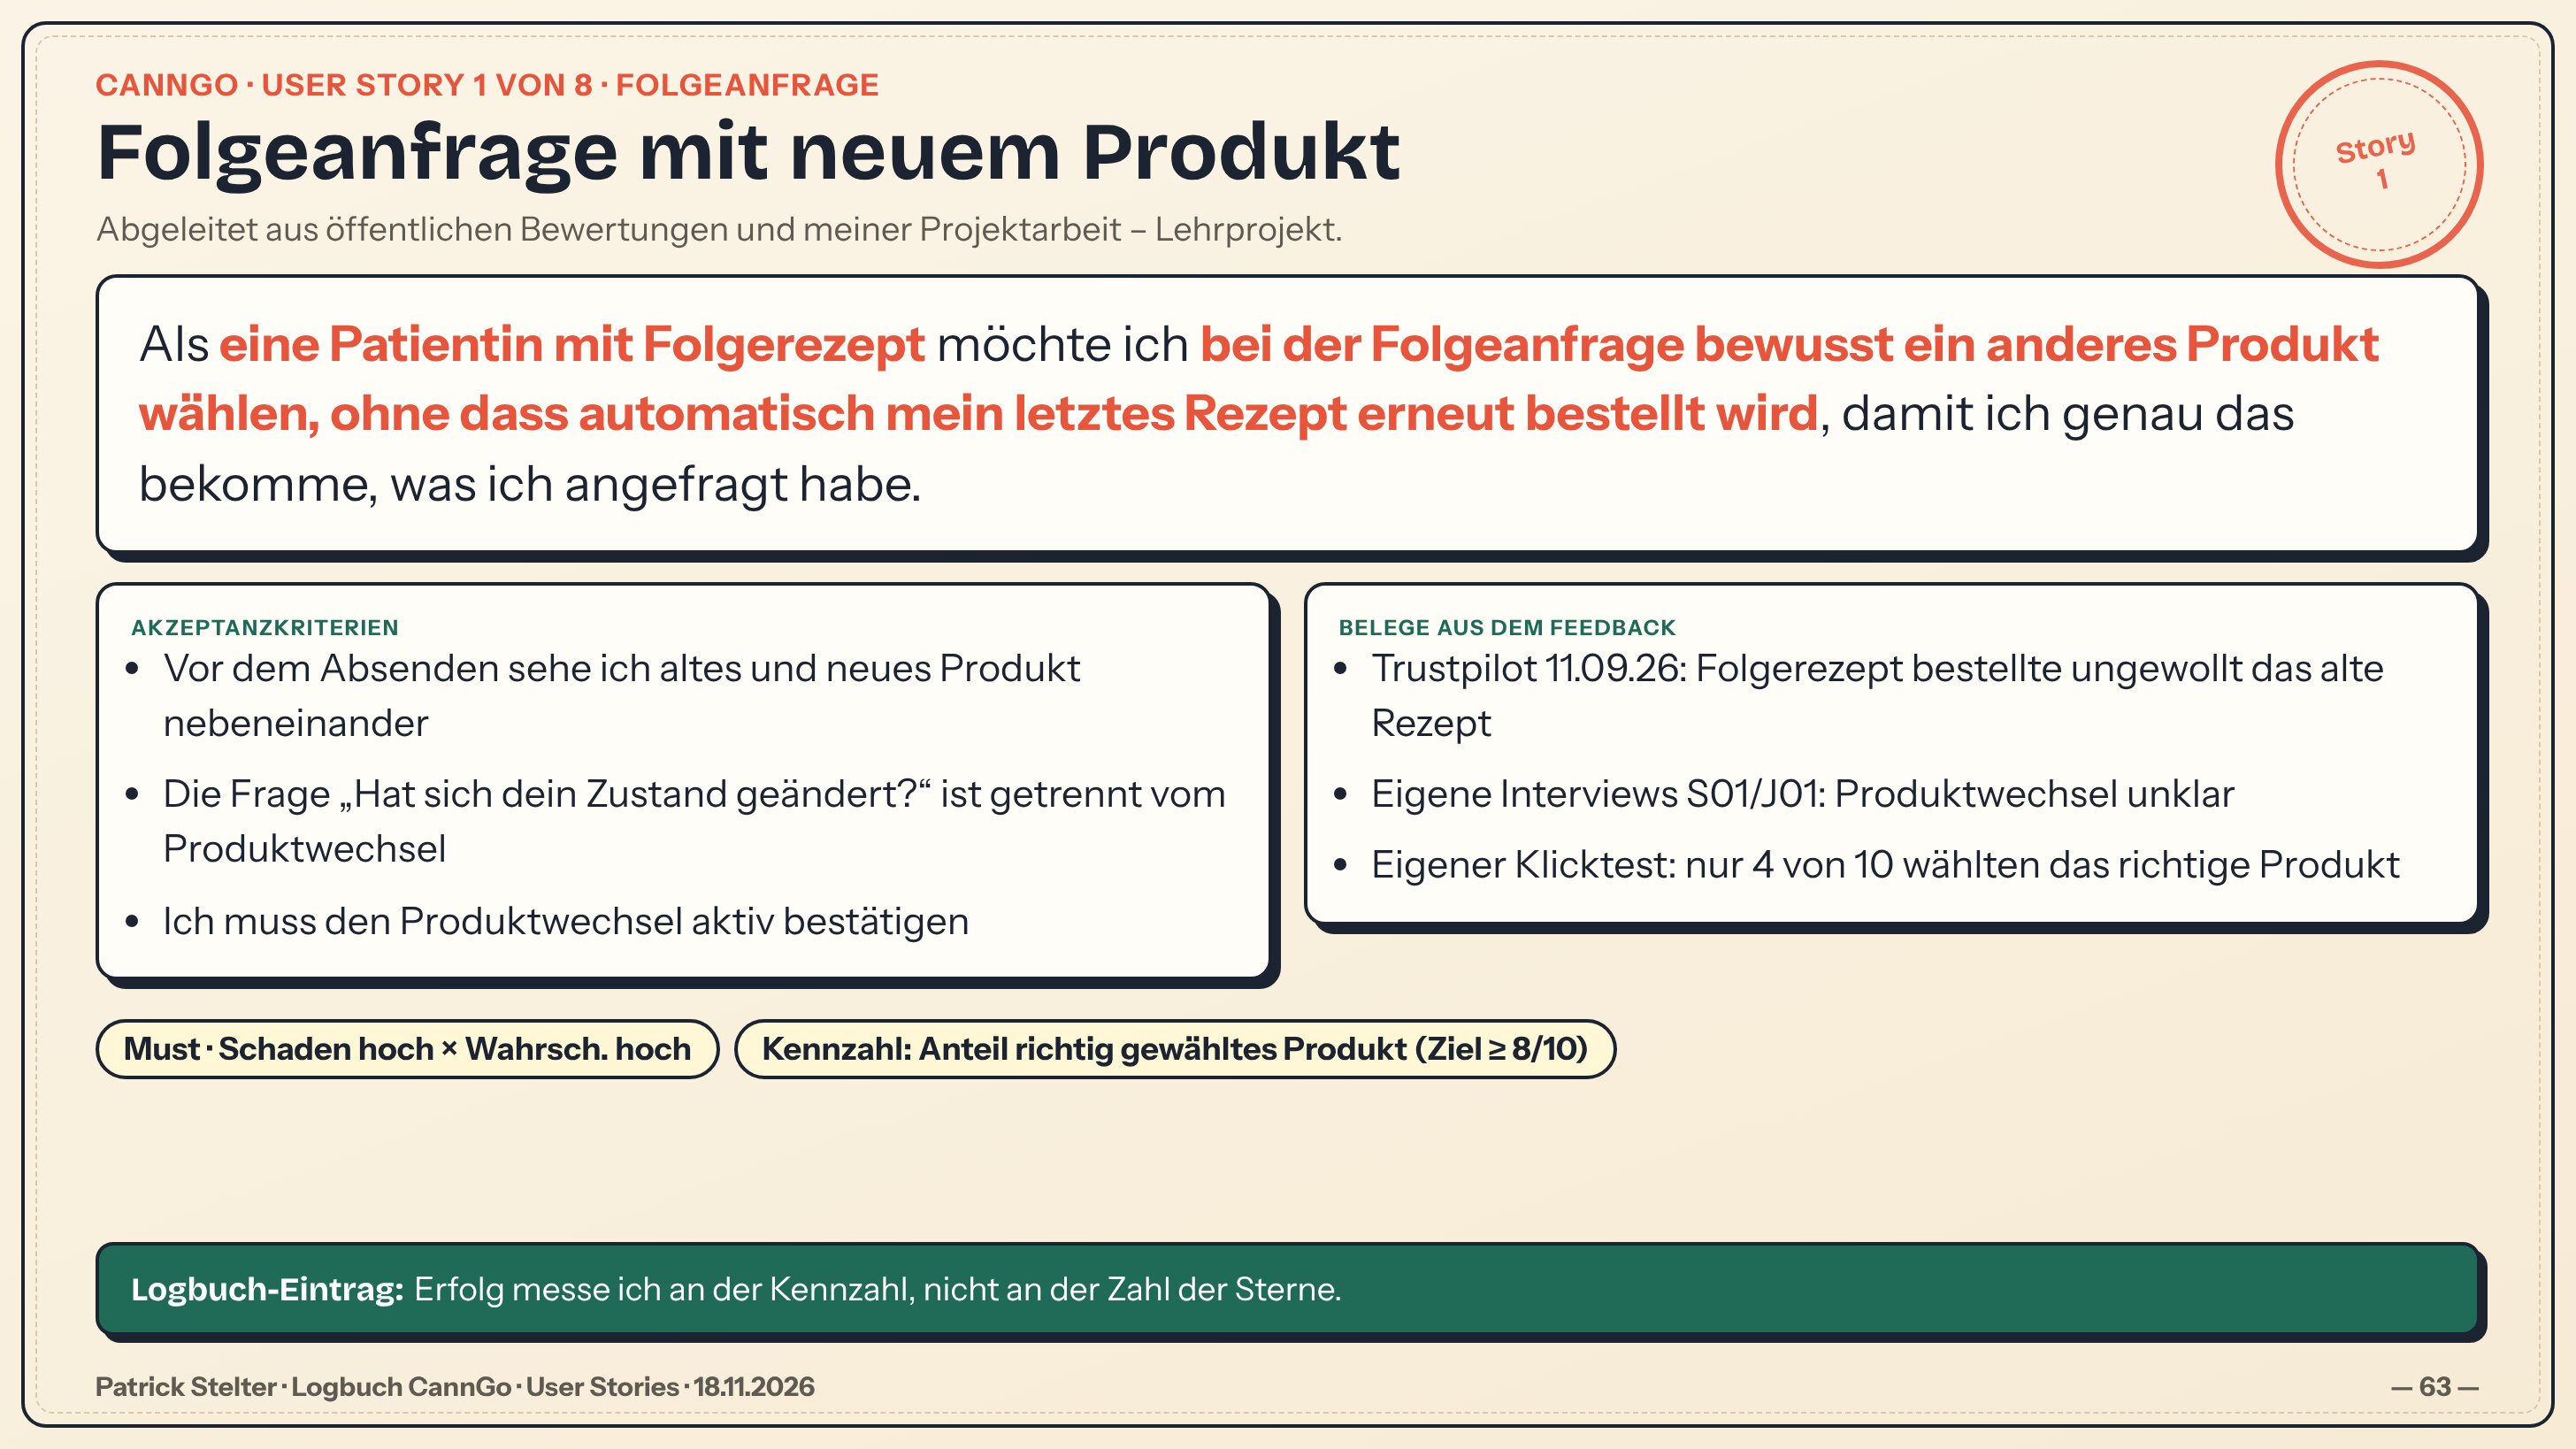 CANNGO · USER STORY 1 VON 8 · FOLGEANFRAGE
Folgeanfrage mit neuem Produkt
Abgeleitet aus öffentlichen Bewertungen und meiner Projektarbeit – Lehrprojekt.
Story
1
Als eine Patientin mit Folgerezept möchte ich bei der Folgeanfrage bewusst ein anderes Produkt
wählen, ohne dass automatisch mein letztes Rezept erneut bestellt wird, damit ich genau das
bekomme, was ich angefragt habe.
AKZEPTANZKRITERIEN
• Vor dem Absenden sehe ich altes und neues Produkt
nebeneinander
• Die Frage „Hat sich dein Zustand geändert?“ ist getrennt vom
Produktwechsel
• Ich muss den Produktwechsel aktiv bestätigen
BELEGE AUS DEM FEEDBACK
• Trustpilot 11.09.26: Folgerezept bestellte ungewollt das alte
Rezept
• Eigene Interviews S01/J01: Produktwechsel unklar
• Eigener Klicktest: nur 4 von 10 wählten das richtige Produkt
Must · Schaden hoch × Wahrsch. hoch
Kennzahl: Anteil richtig gewähltes Produkt (Ziel ≥ 8/10)
Logbuch-Eintrag: Erfolg messe ich an der Kennzahl, nicht an der Zahl der Sterne.
Patrick Stelter · Logbuch CannGo · User Stories · 18.11.2026
— 63 —